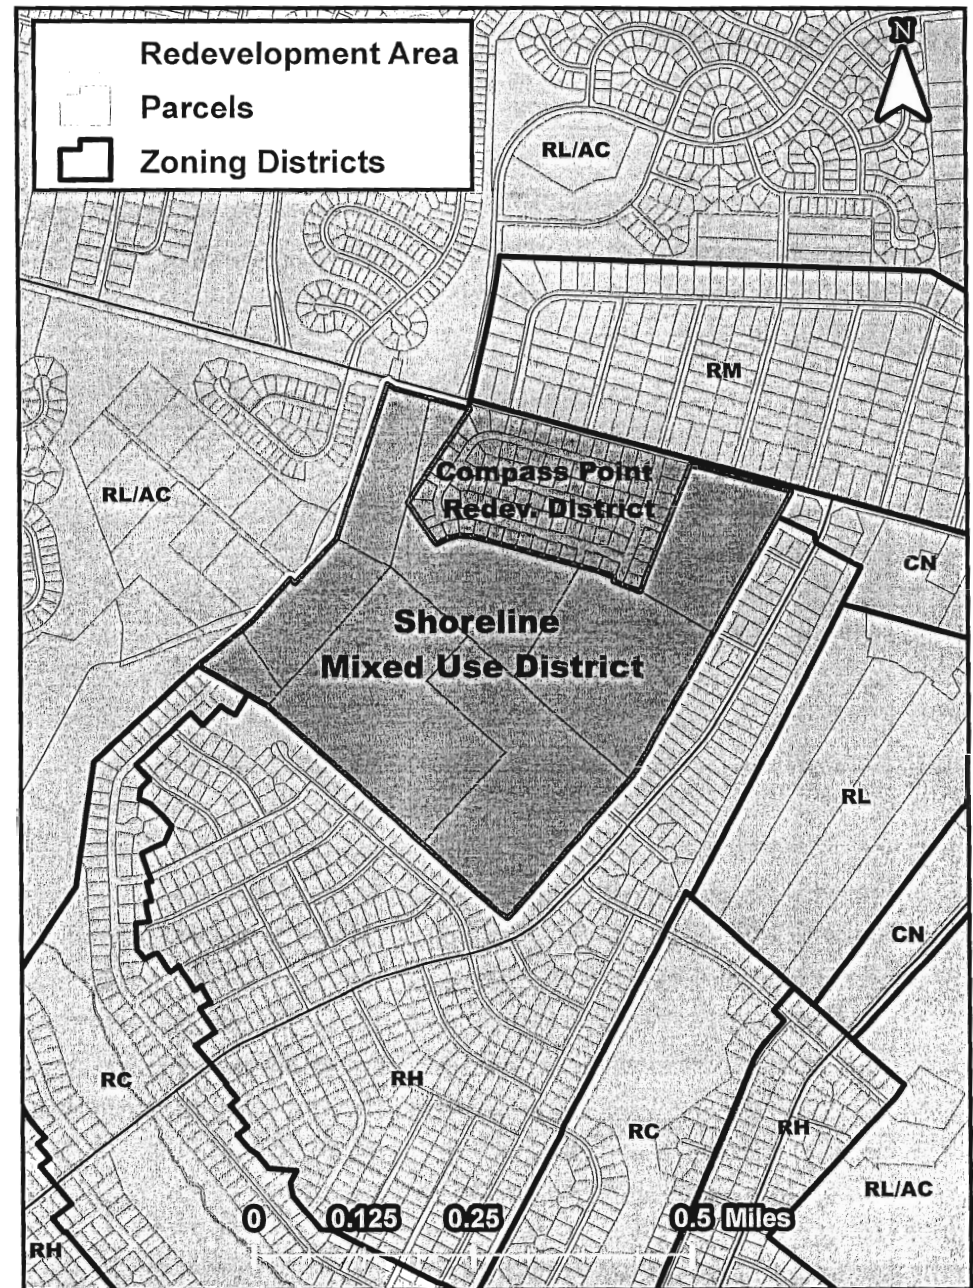 Redevelopment Area
Parcels
Zoning Districts
N
RL/AC
RM
Compass Point
Redev. District
RL/AC
CN
Shoreline
Mixed Use District
RL
CN
RC
RH
RC
RH
RL/AC
0 0.125 0.25 0.5 Miles
RH